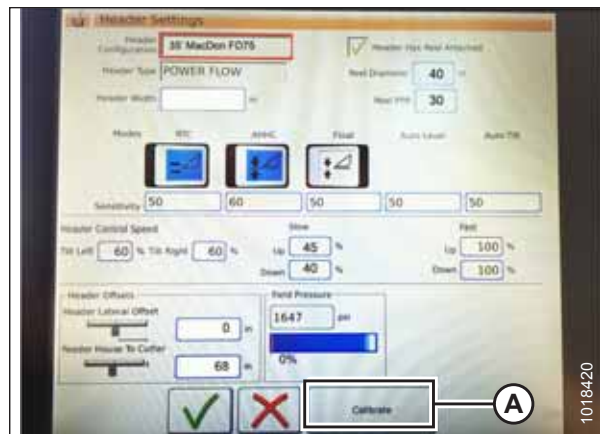 Header Settings
Header Configuration 35' MacDon FD75 Header Has Reel Attached
Header Type POWER FLOW Reel Diameter 40 in
Header Width in Reel PPR 30
Modes RTC AHHC Float Auto Level Auto Tilt
Sensitivity 50 60 50 50 50
Header Control Speed Slow Fast
Tilt Left 60 % Tilt Right 60 % Up 45 % Up 100 %
Down 40 % Down 100 %
Header Offsets Field Pressure
Header Lateral Offset 1647 psi
0 in
Feeder House To Cutter 0%
68 in
Calibrate A
1018420